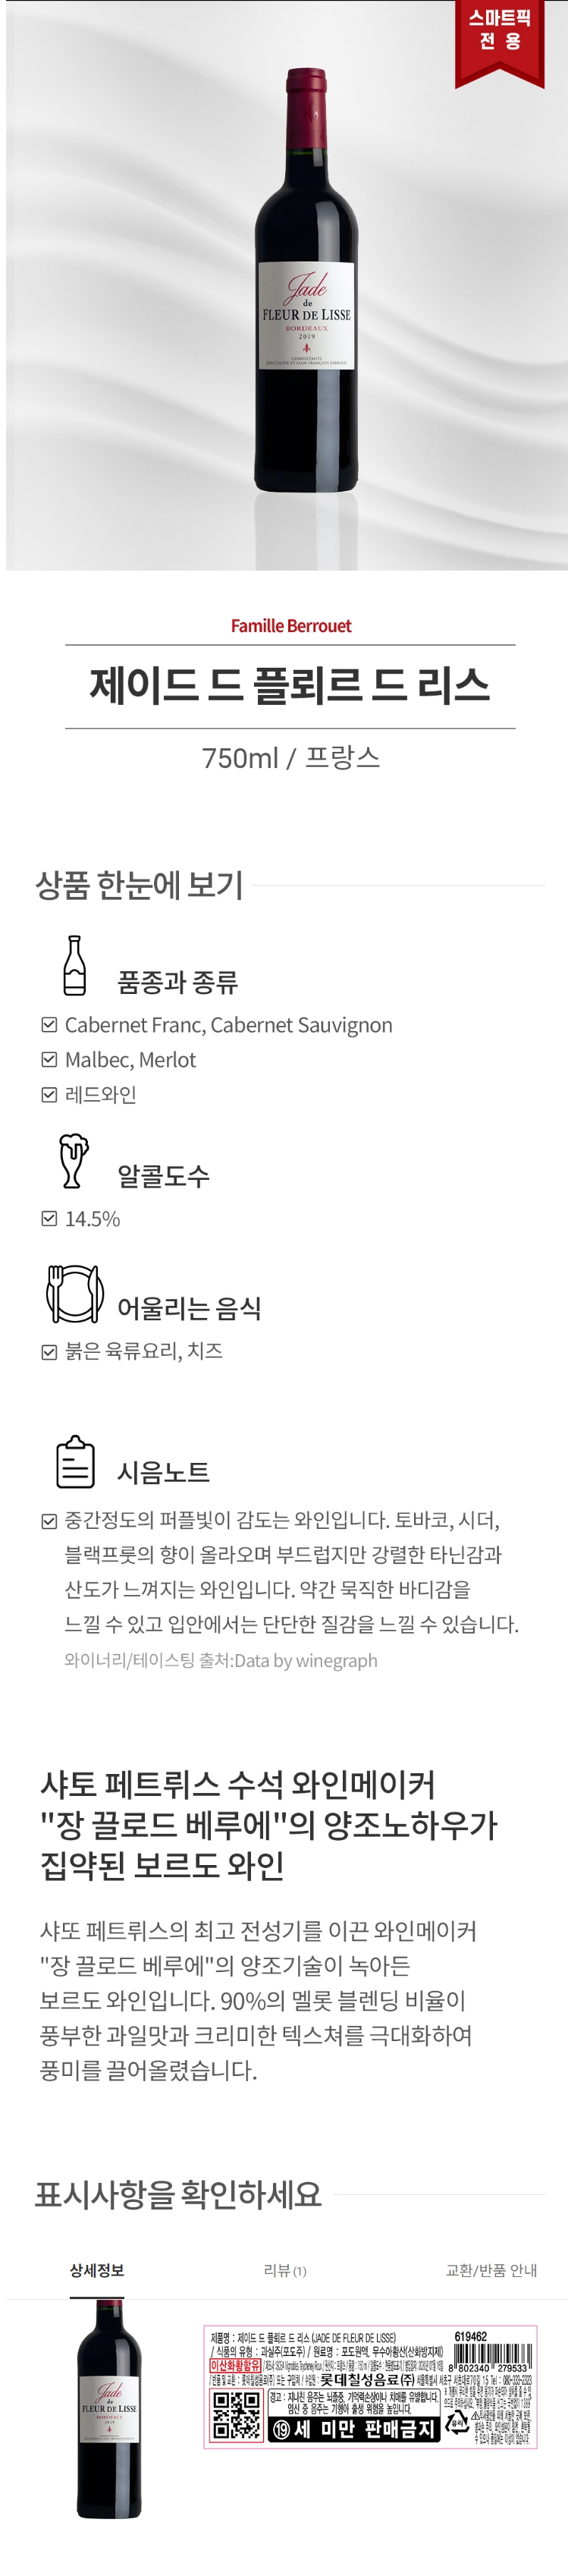 스마트픽
전 용
Jade
de
FLEUR DE LISSE
BORDEAUX
2019
Famille Berrouet
제이드 드 플뢰르 드 리스
750ml / 프랑스
상품 한눈에 보기
품종과 종류
Cabernet Franc, Cabernet Sauvignon
Malbec, Merlot
레드와인
알콜도수
14.5%
어울리는 음식
붉은 육류요리, 치즈
시음노트
중간정도의 퍼플빛이 감도는 와인입니다. 토바코, 시더,
블랙프룻의 향이 올라오며 부드럽지만 강렬한 타닌감과
산도가 느껴지는 와인입니다. 약간 묵직한 바디감을
느낄 수 있고 입안에서는 단단한 질감을 느낄 수 있습니다.
와이너리/테이스팅 출처:Data by winegraph
샤토 페트뤼스 수석 와인메이커
"장 끌로드 베루에"의 양조노하우가
집약된 보르도 와인
샤또 페트뤼스의 최고 전성기를 이끈 와인메이커
"장 끌로드 베루에"의 양조기술이 녹아든
보르도 와인입니다. 90%의 멜롯 블렌딩 비율이
풍부한 과일맛과 크리미한 텍스쳐를 극대화하여
풍미를 끌어올렸습니다.
표시사항을 확인하세요
상세정보 리뷰(1) 교환/반품 안내
Jade
de
FLEUR DE LISSE
BORDEAUX
2019
제품명 : 제이드 드 플뢰르 드 리스 (JADE DE FLEUR DE LISSE)
/ 식품의 유형 : 과실주(포도주) / 원료명 : 포도원액, 무수아황산(산화방지제)
이산화황함유
롯데칠성음료(주)
619462
8 802340 279533
경고 : 지나친 음주는 뇌졸중, 기억력손상이나 치매를 유발합니다.
임신 중 음주는 기형아 출생 위험을 높입니다.
19세 미만 판매금지
유리